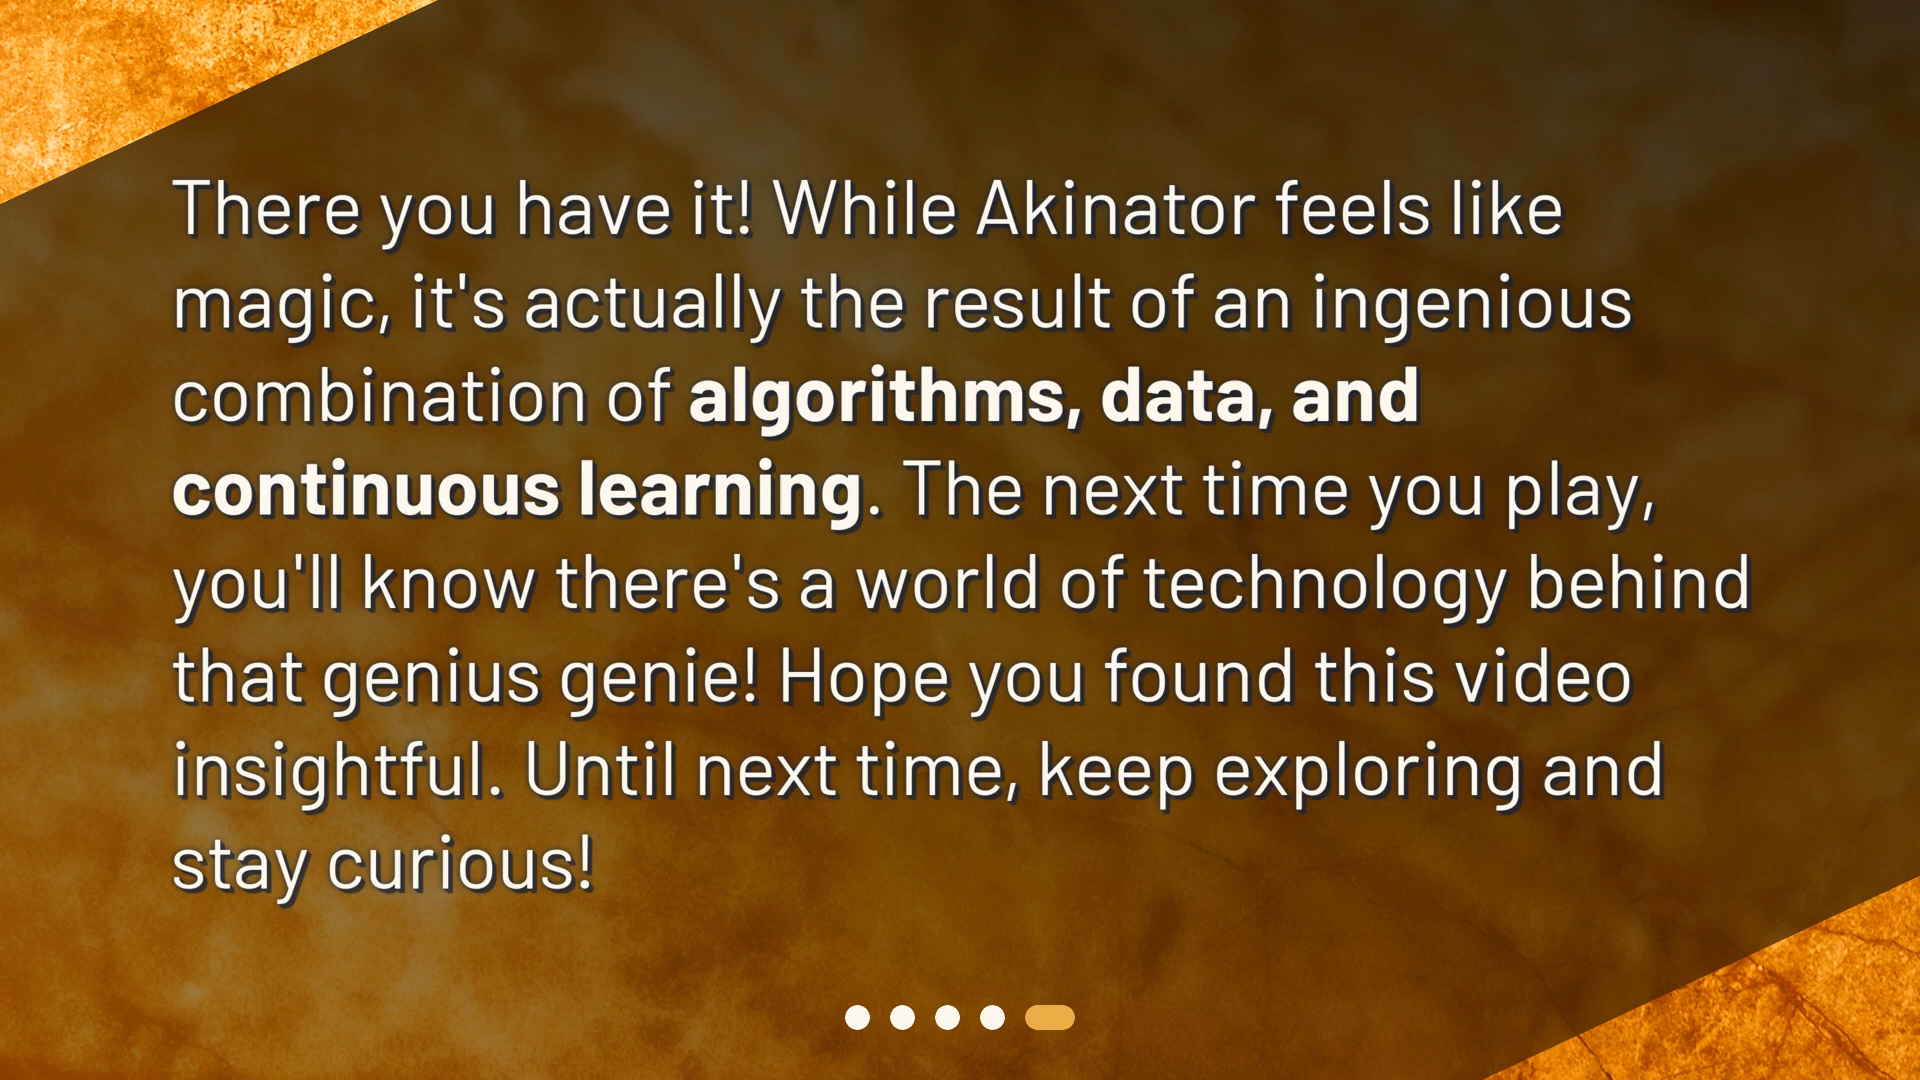 There you have it! While Akinator feels like
magic, it's actually the result of an ingenious
combination of algorithms, data, and
continuous learning. The next time you play,
you'll know there's a world of technology behind
that genius genie! Hope you found this video
insightful. Until next time, keep exploring and
stay curious!